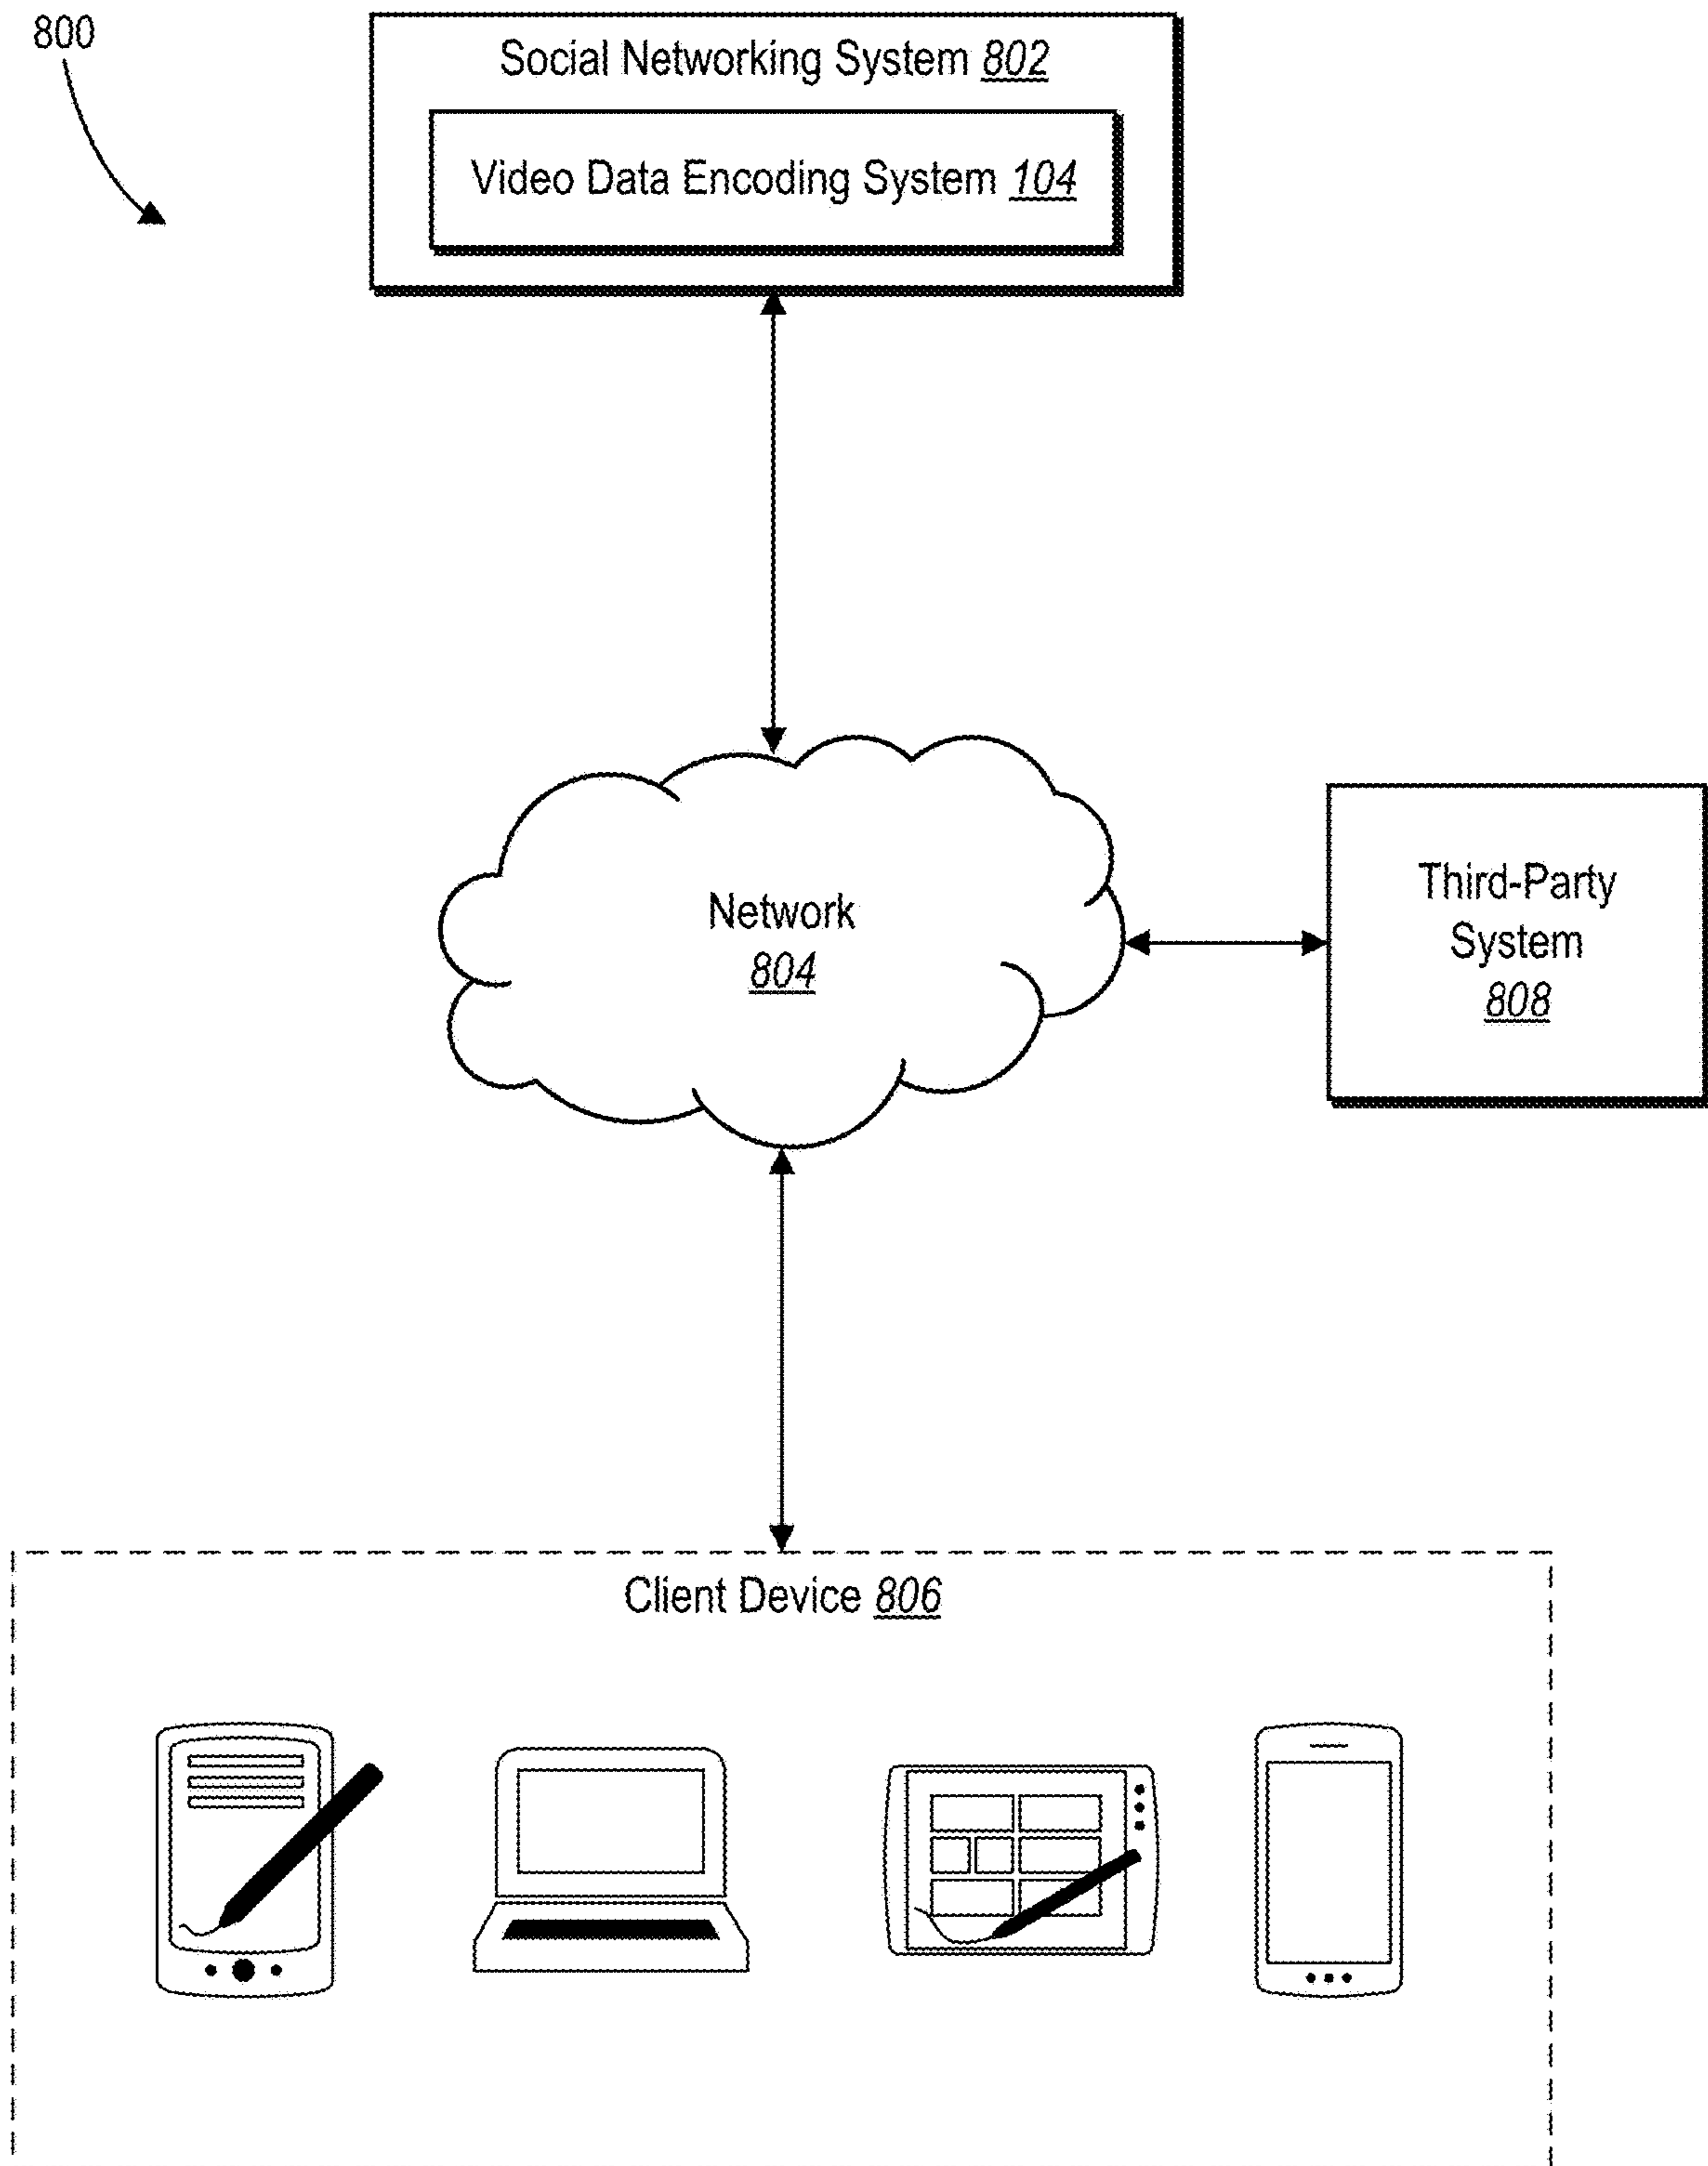 800
Social Networking System 802
Video Data Encoding System 104
Network
804
Third-Party
System
808
Client Device 806